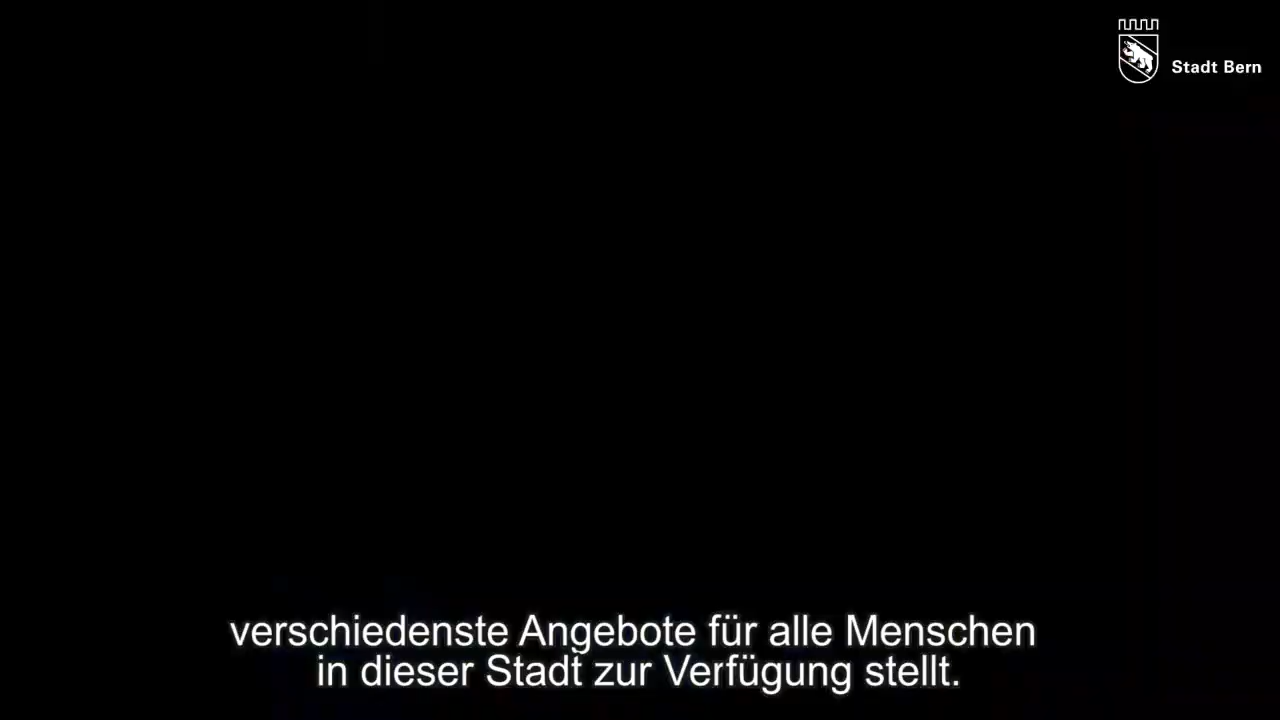 Stadt Bern
verschiedenste Angebote für alle Menschen
in dieser Stadt zur Verfügung stellt.